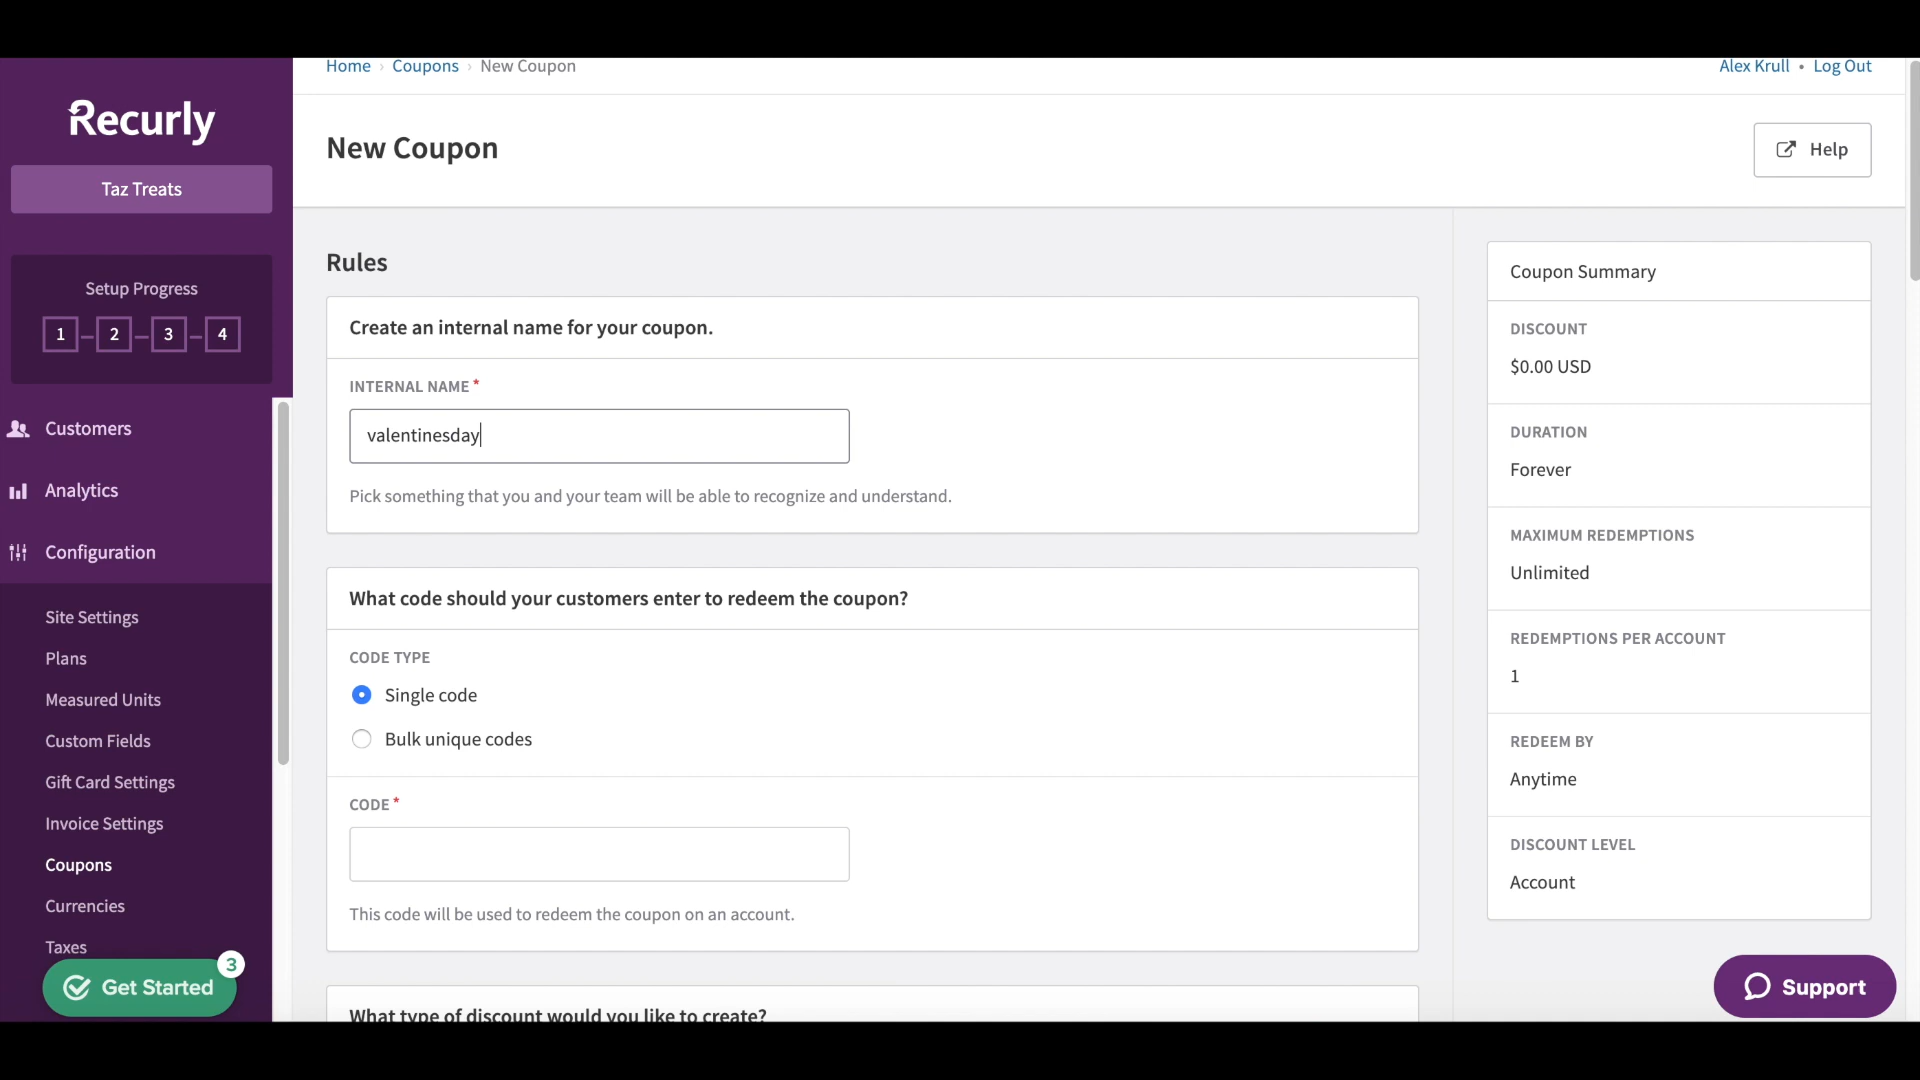 Home › Coupons › New Coupon
Alex Krull • Log Out
Recurly
Taz Treats
Setup Progress
1 2 3 4
Customers
Analytics
Configuration
Site Settings
Plans
Measured Units
Custom Fields
Gift Card Settings
Invoice Settings
Coupons
Currencies
Taxes
Get Started
3
New Coupon
Help
Rules
Create an internal name for your coupon.
INTERNAL NAME *
valentinesday
Pick something that you and your team will be able to recognize and understand.
What code should your customers enter to redeem the coupon?
CODE TYPE
Single code
Bulk unique codes
CODE *
This code will be used to redeem the coupon on an account.
What type of discount would you like to create?
Coupon Summary
DISCOUNT
$0.00 USD
DURATION
Forever
MAXIMUM REDEMPTIONS
Unlimited
REDEMPTIONS PER ACCOUNT
1
REDEEM BY
Anytime
DISCOUNT LEVEL
Account
Support